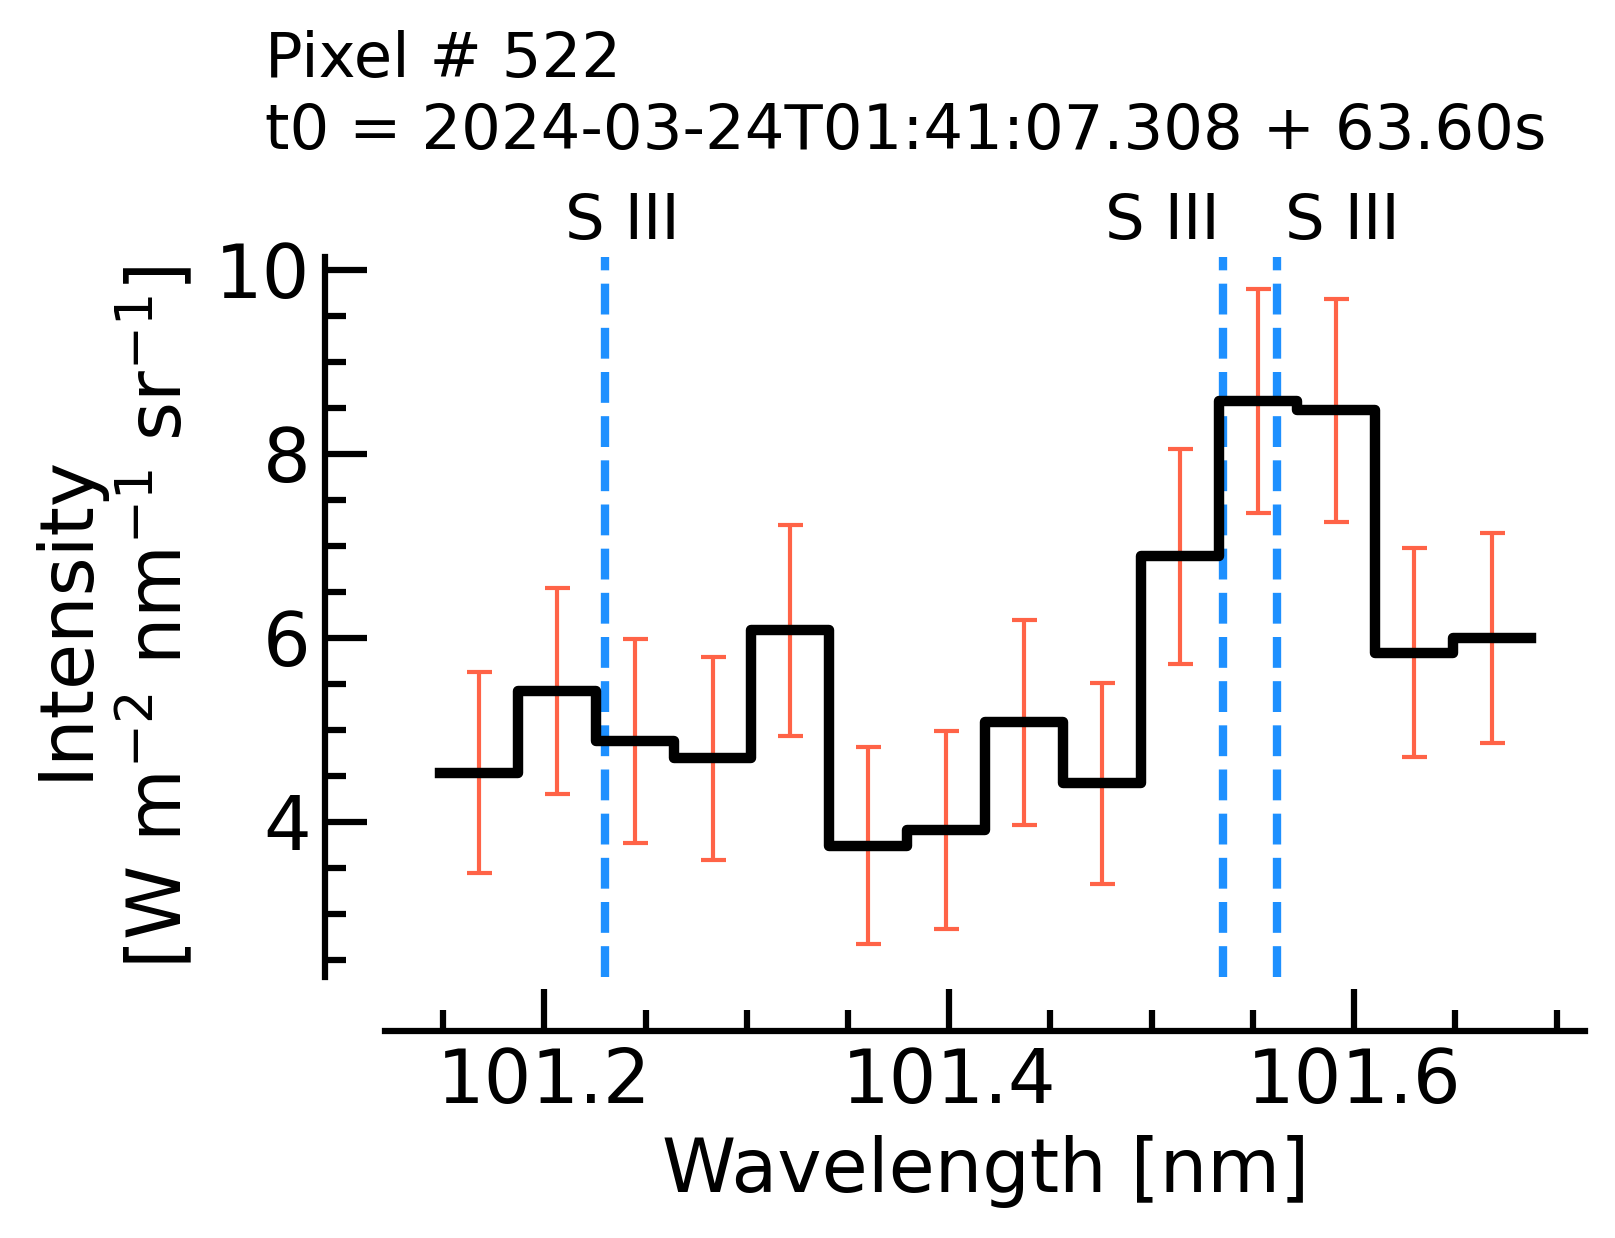 Pixel # 522
t0 = 2024-03-24T01:41:07.308 + 63.60s
S III S III S III
Intensity
[W m⁻² nm⁻¹ sr⁻¹]
10
8
6
4
101.2 101.4 101.6
Wavelength [nm]